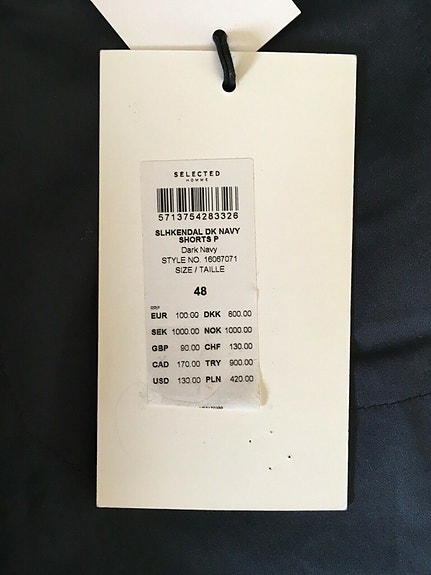 SELECTED
HOMME
5713754283326
SLHKENDAL DK NAVY
SHORTS P
Dark Navy
STYLE NO. 16067071
SIZE / TAILLE
48
EUR 100.00 DKK 800.00
SEK 1000.00 NOK 1000.00
GBP 90.00 CHF 130.00
CAD 170.00 TRY 900.00
USD 130.00 PLN 420.00